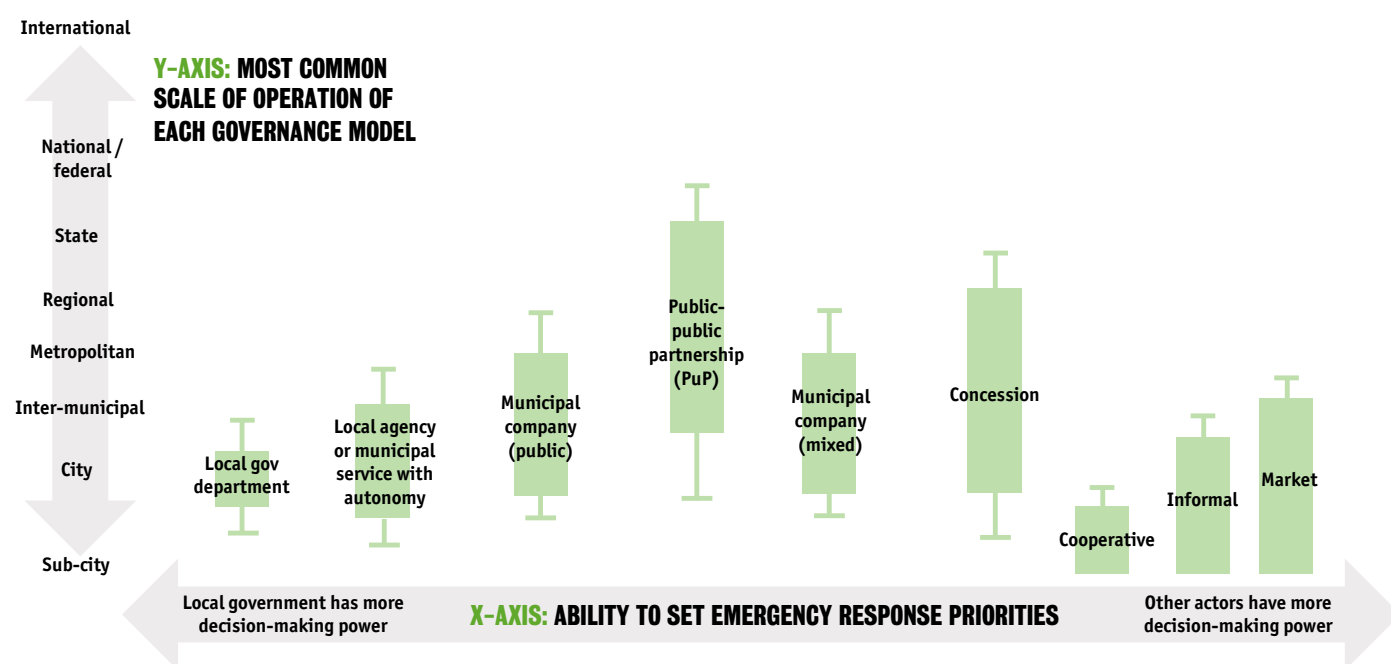 International
Y-AXIS: MOST COMMON
SCALE OF OPERATION OF
EACH GOVERNANCE MODEL
National /
federal
State
Regional
Metropolitan
Inter-municipal
City
Sub-city
Local gov
department
Local agency
or municipal
service with
autonomy
Municipal
company
(public)
Public-
public
partnership
(PuP)
Municipal
company
(mixed)
Concession
Cooperative
Informal
Market
Local government has more
decision-making power
X-AXIS: ABILITY TO SET EMERGENCY RESPONSE PRIORITIES
Other actors have more
decision-making power